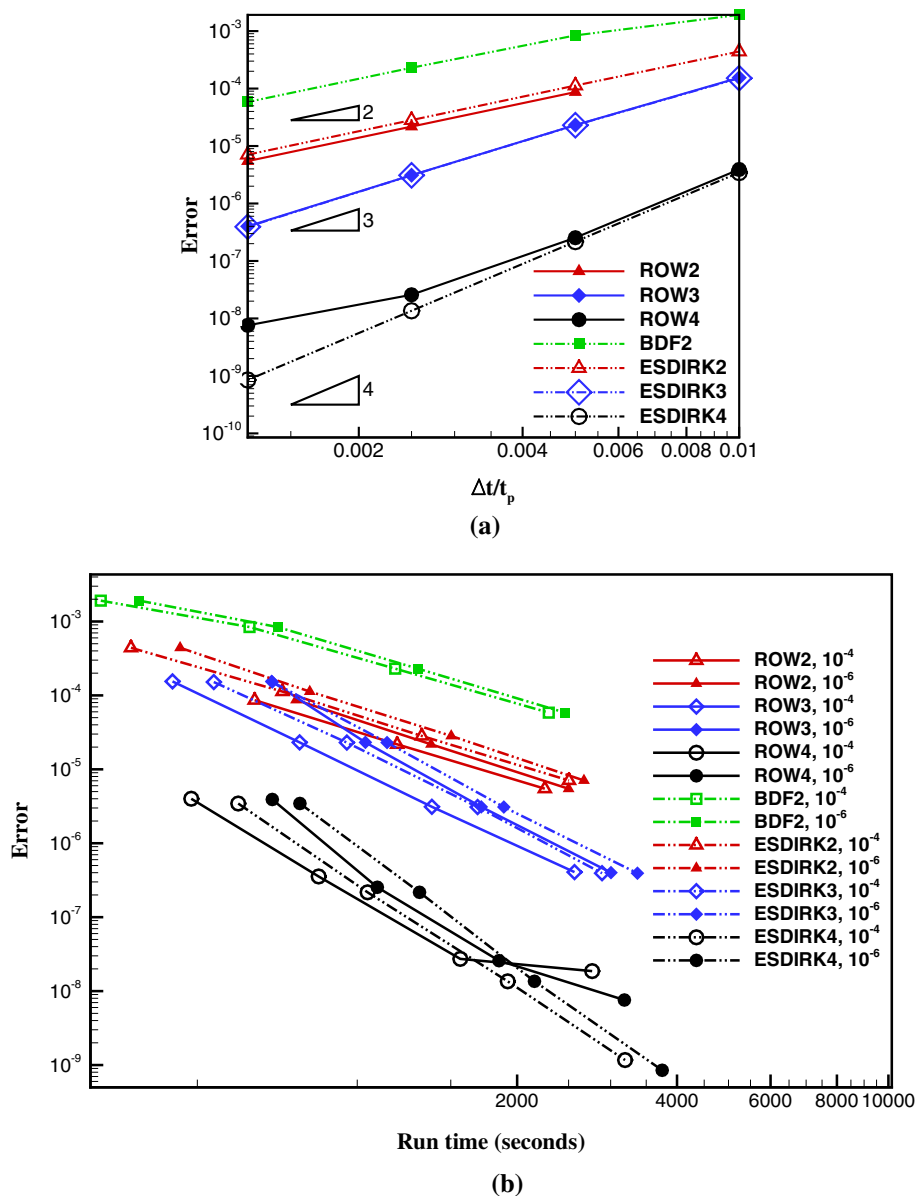 10⁻³
10⁻⁴
10⁻⁵
10⁻⁶
10⁻⁷
10⁻⁸
10⁻⁹
10⁻¹⁰
Error
2
3
4
ROW2
ROW3
ROW4
BDF2
ESDIRK2
ESDIRK3
ESDIRK4
0.002 0.004 0.006 0.008 0.01
Δt/tₚ
(a)
10⁻³
10⁻⁴
10⁻⁵
10⁻⁶
10⁻⁷
10⁻⁸
10⁻⁹
Error
ROW2, 10⁻⁴
ROW2, 10⁻⁶
ROW3, 10⁻⁴
ROW3, 10⁻⁶
ROW4, 10⁻⁴
ROW4, 10⁻⁶
BDF2, 10⁻⁴
BDF2, 10⁻⁶
ESDIRK2, 10⁻⁴
ESDIRK2, 10⁻⁶
ESDIRK3, 10⁻⁴
ESDIRK3, 10⁻⁶
ESDIRK4, 10⁻⁴
ESDIRK4, 10⁻⁶
2000 4000 6000 8000 10000
Run time (seconds)
(b)